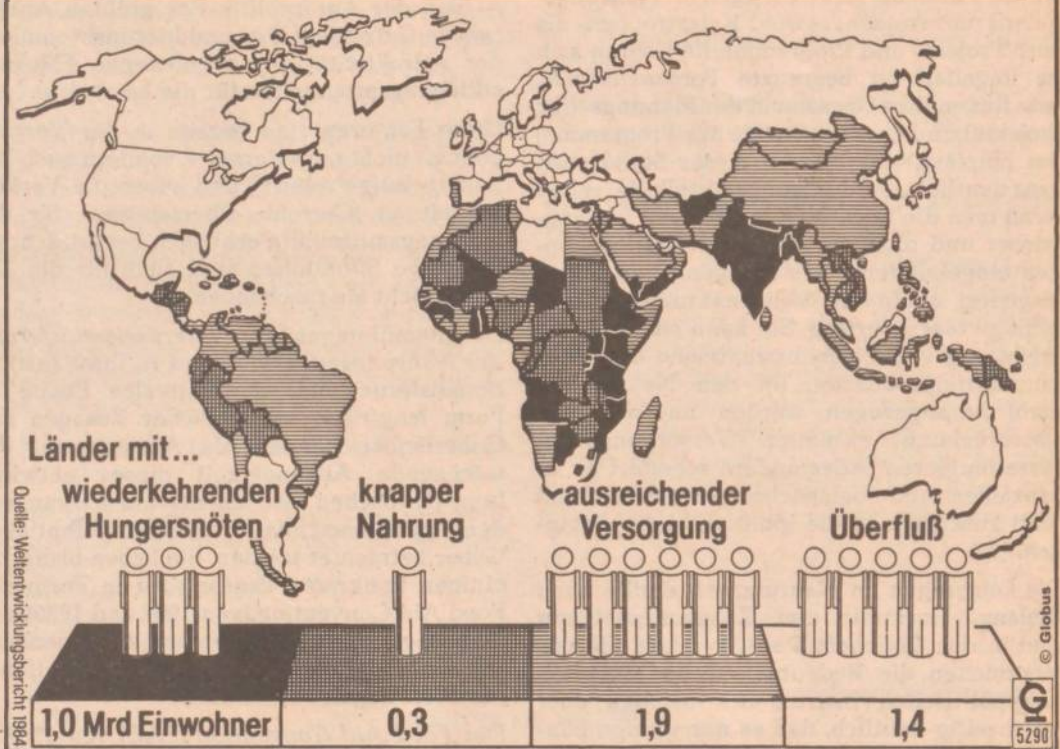 Länder mit...
wiederkehrenden
Hungersnöten
knapper
Nahrung
ausreichender
Versorgung
Überfluß
1,0 Mrd Einwohner
0,3
1,9
1,4
Quelle: Weltentwicklungsbericht 1984
© Globus
G
5290